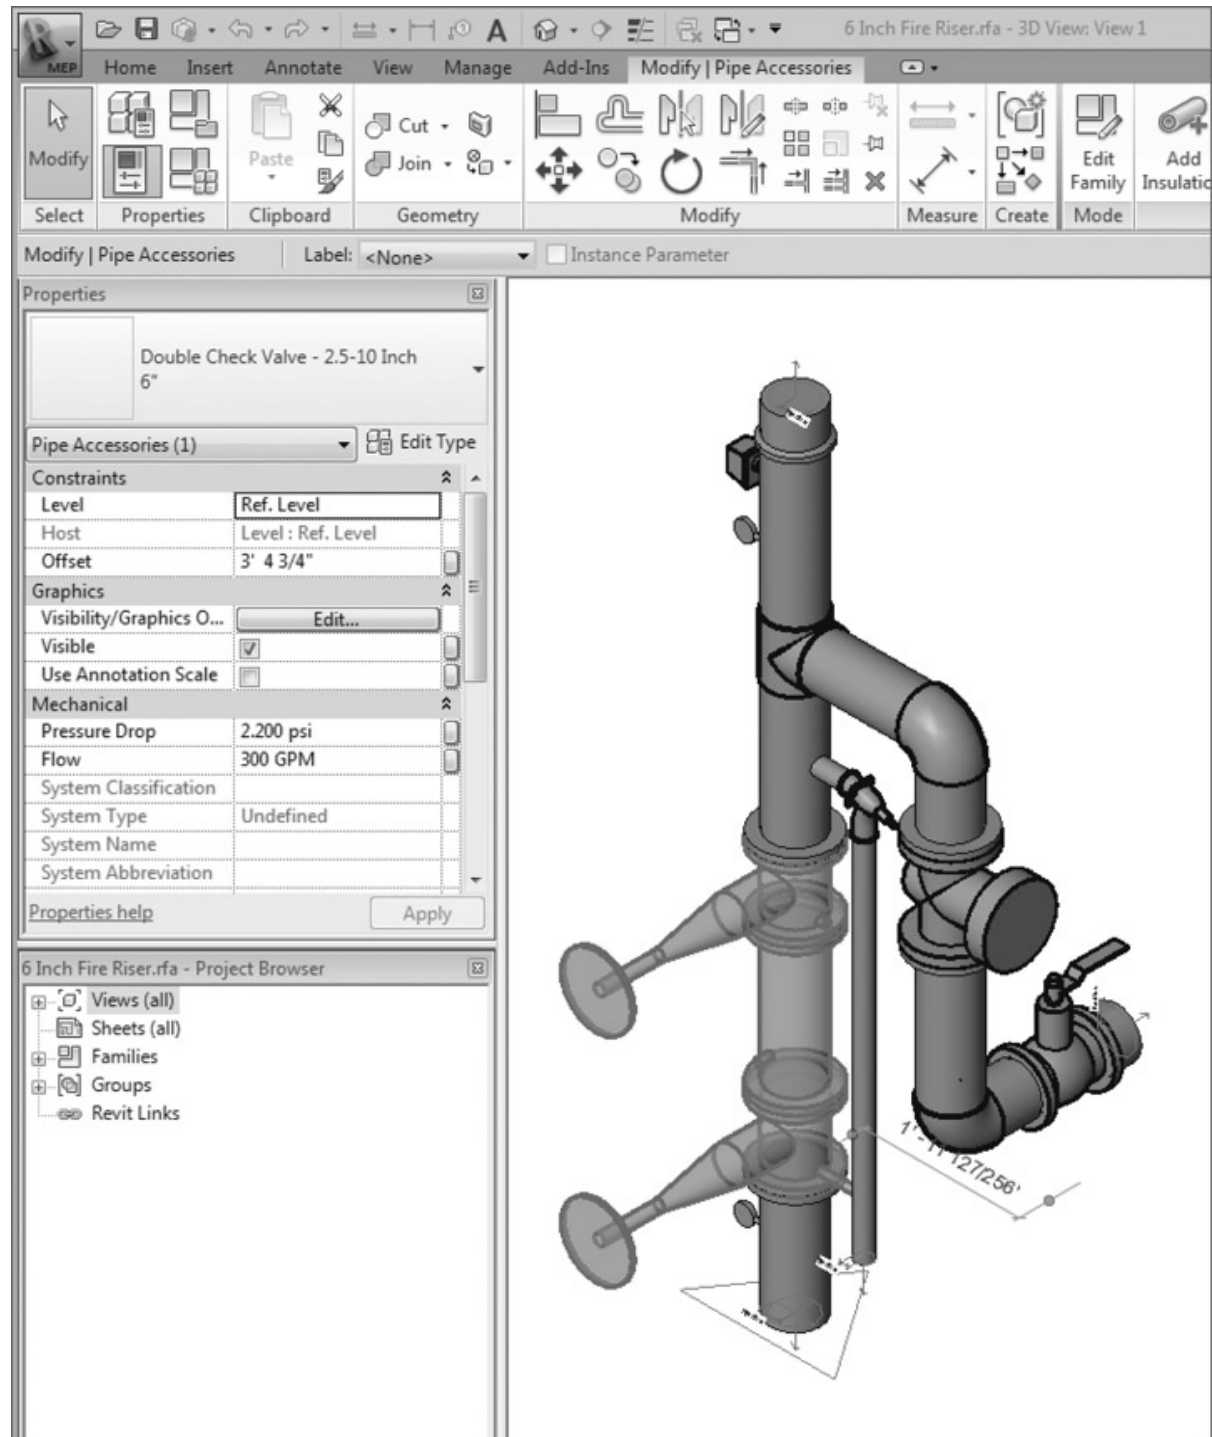 6 Inch Fire Riser.rfa - 3D View: View 1
MEP Home Insert Annotate View Manage Add-Ins Modify | Pipe Accessories
Modify
Paste
Cut
Join
Edit Family
Add Insulatio
Select Properties Clipboard Geometry Modify Measure Create Mode
Modify | Pipe Accessories Label: <None> Instance Parameter
Properties
Double Check Valve - 2.5-10 Inch
6"
Pipe Accessories (1) Edit Type
Constraints
Level Ref. Level
Host Level : Ref. Level
Offset 3' 4 3/4"
Graphics
Visibility/Graphics O... Edit...
Visible
Use Annotation Scale
Mechanical
Pressure Drop 2.200 psi
Flow 300 GPM
System Classification
System Type Undefined
System Name
System Abbreviation
Properties help Apply
6 Inch Fire Riser.rfa - Project Browser
Views (all)
Sheets (all)
Families
Groups
Revit Links
1' - 11 127/256"